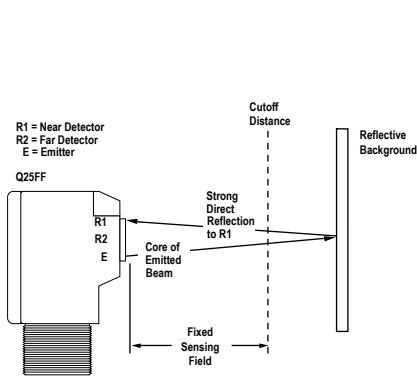 Cutoff
Distance
R1 = Near Detector
R2 = Far Detector
E = Emitter
Reflective
Background
Q25FF
Strong
Direct
Reflection
to R1
R1
R2
E
Core of
Emitted
Beam
Fixed
Sensing
Field